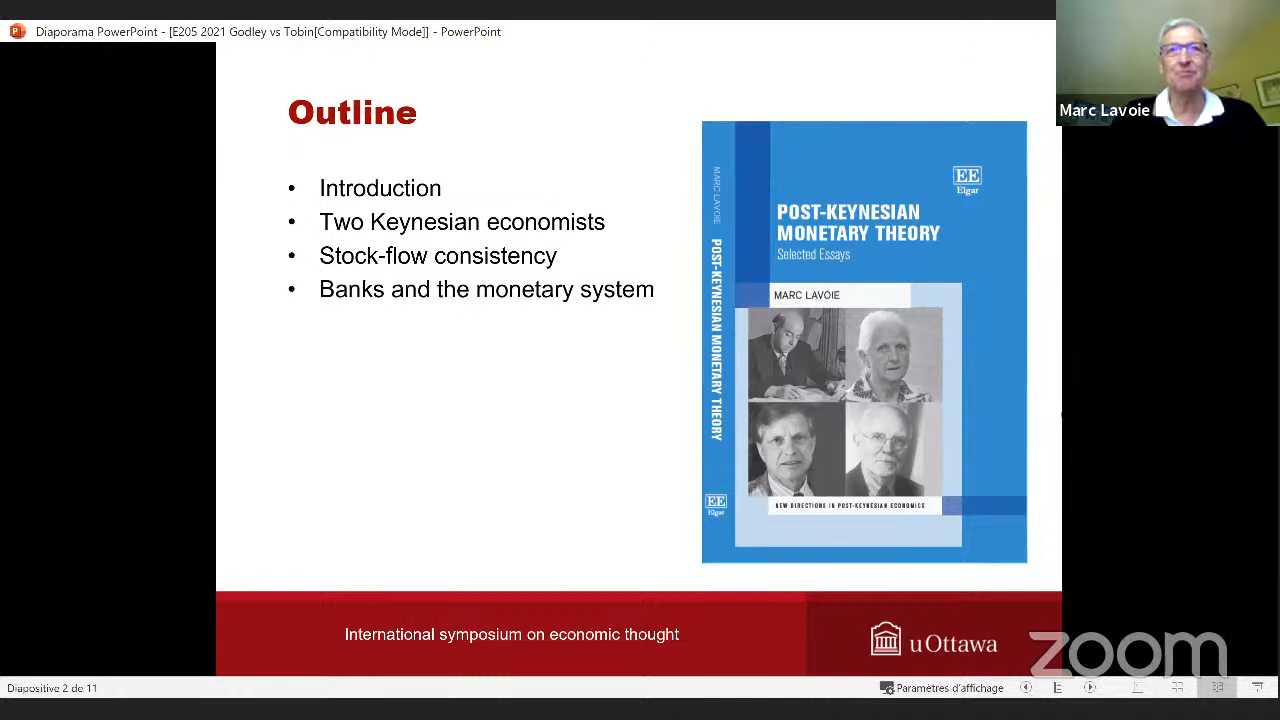 Diaporama PowerPoint - [E205 2021 Godley vs Tobin[Compatibility Mode]] - PowerPoint
Marc Lavoie
Outline
• Introduction
• Two Keynesian economists
• Stock-flow consistency
• Banks and the monetary system
MARC LAVOIE
POST-KEYNESIAN MONETARY THEORY
EE
Elgar
EE
Elgar
POST-KEYNESIAN
MONETARY THEORY
Selected Essays
MARC LAVOIE
NEW DIRECTIONS IN POST-KEYNESIAN ECONOMICS
International symposium on economic thought
uOttawa
zoom
Diapositive 2 de 11
Paramètres d'affichage